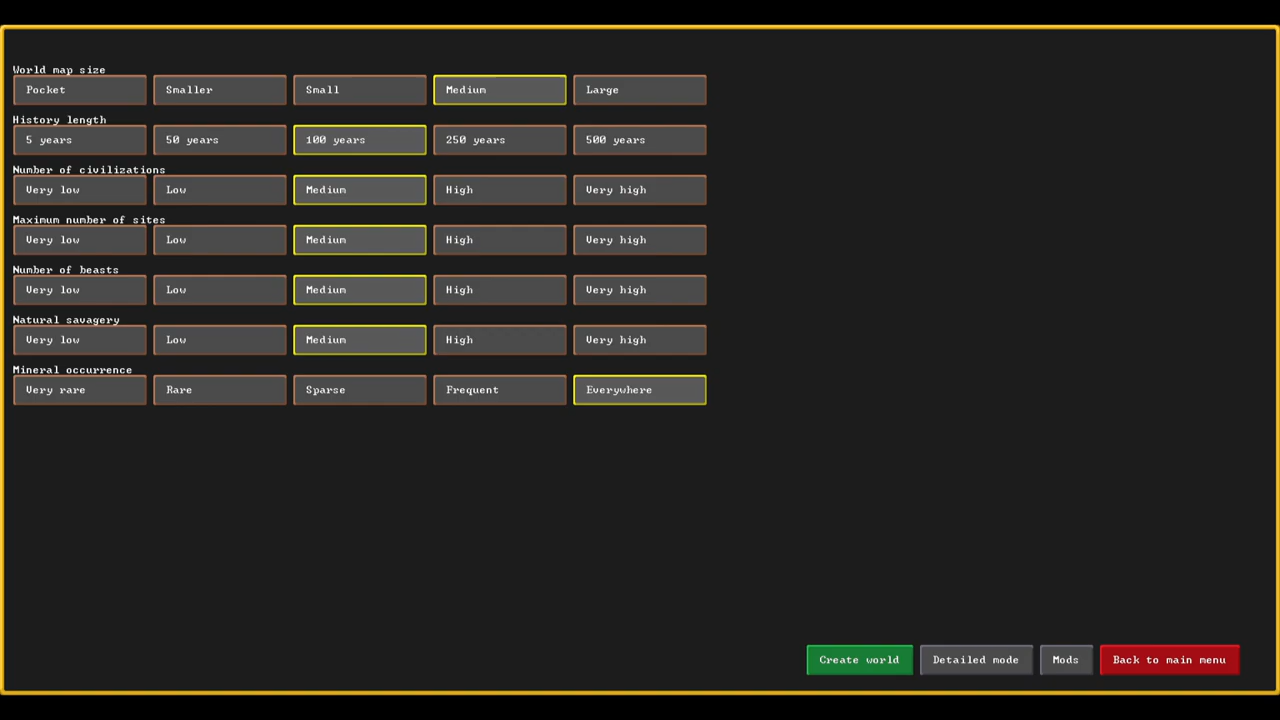 World map size
Pocket Smaller Small Medium Large
History length
5 years 50 years 100 years 250 years 500 years
Number of civilizations
Very low Low Medium High Very high
Maximum number of sites
Very low Low Medium High Very high
Number of beasts
Very low Low Medium High Very high
Natural savagery
Very low Low Medium High Very high
Mineral occurrence
Very rare Rare Sparse Frequent Everywhere
Create world Detailed mode Mods Back to main menu